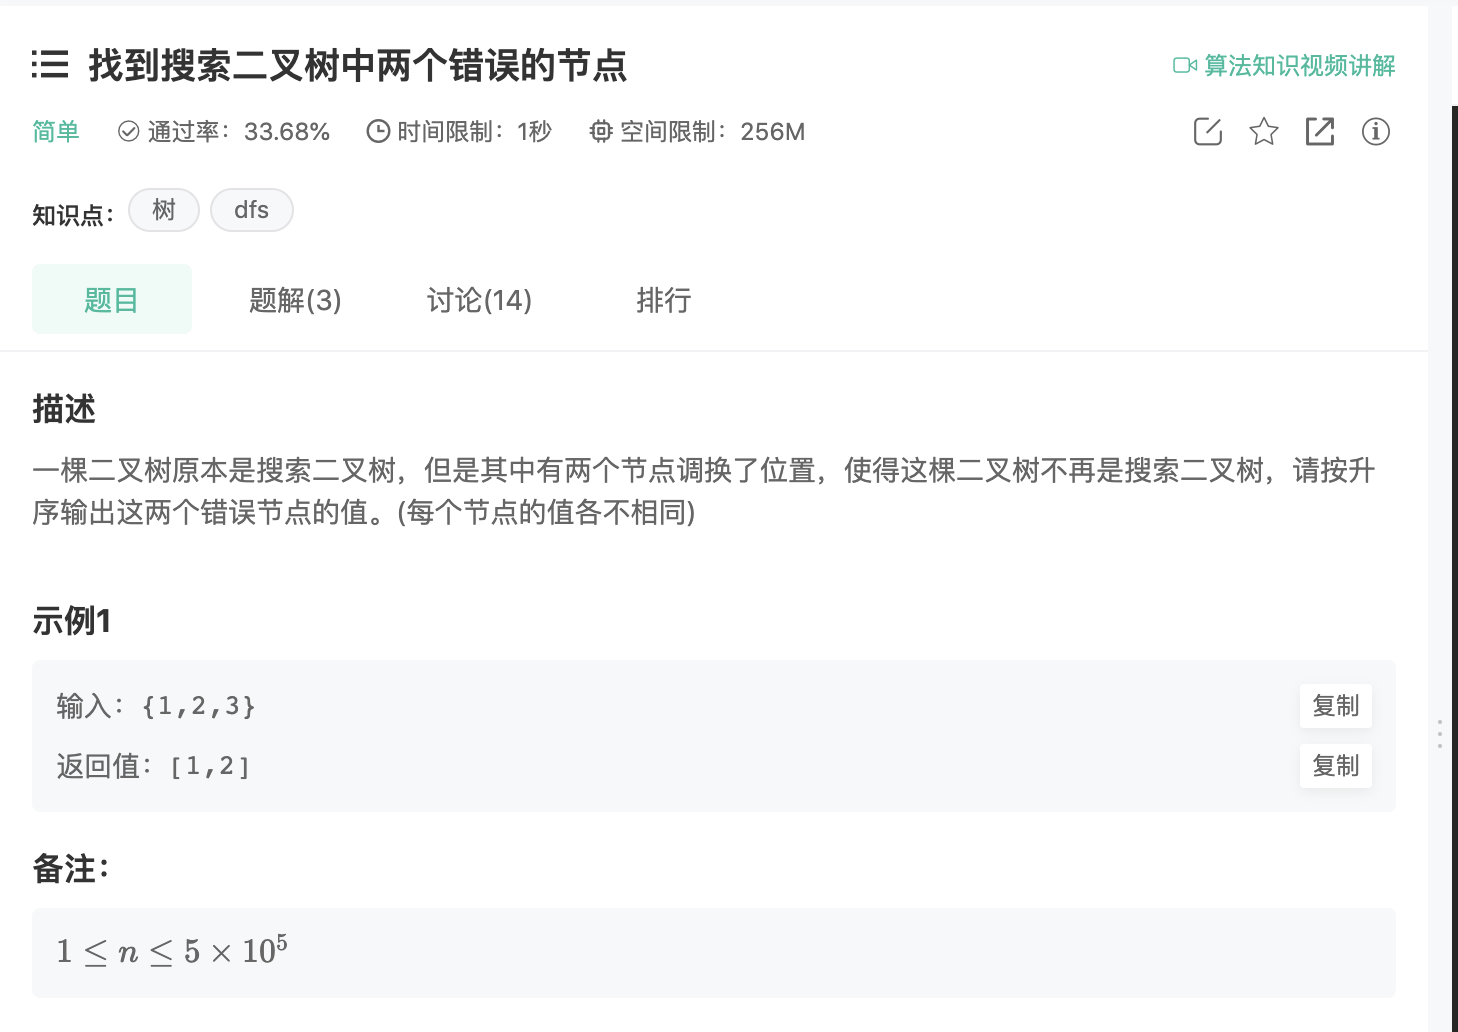 找到搜索二叉树中两个错误的节点
算法知识视频讲解
简单 通过率：33.68% 时间限制：1秒 空间限制：256M
知识点： 树 dfs
题目 题解(3) 讨论(14) 排行
描述
一棵二叉树原本是搜索二叉树，但是其中有两个节点调换了位置，使得这棵二叉树不再是搜索二叉树，请按升
序输出这两个错误节点的值。(每个节点的值各不相同)
示例1
输入：{1,2,3} 复制
返回值：[1,2] 复制
备注：
1 ≤ n ≤ 5 × 10⁵